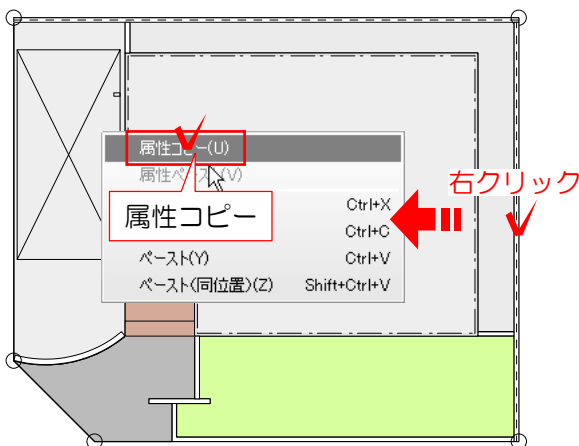 属性コピー(U)
属性ペースト(V)
右クリック
属性コピー
Ctrl+X
Ctrl+C
ペースト(Y) Ctrl+V
ペースト(同位置)(Z) Shift+Ctrl+V